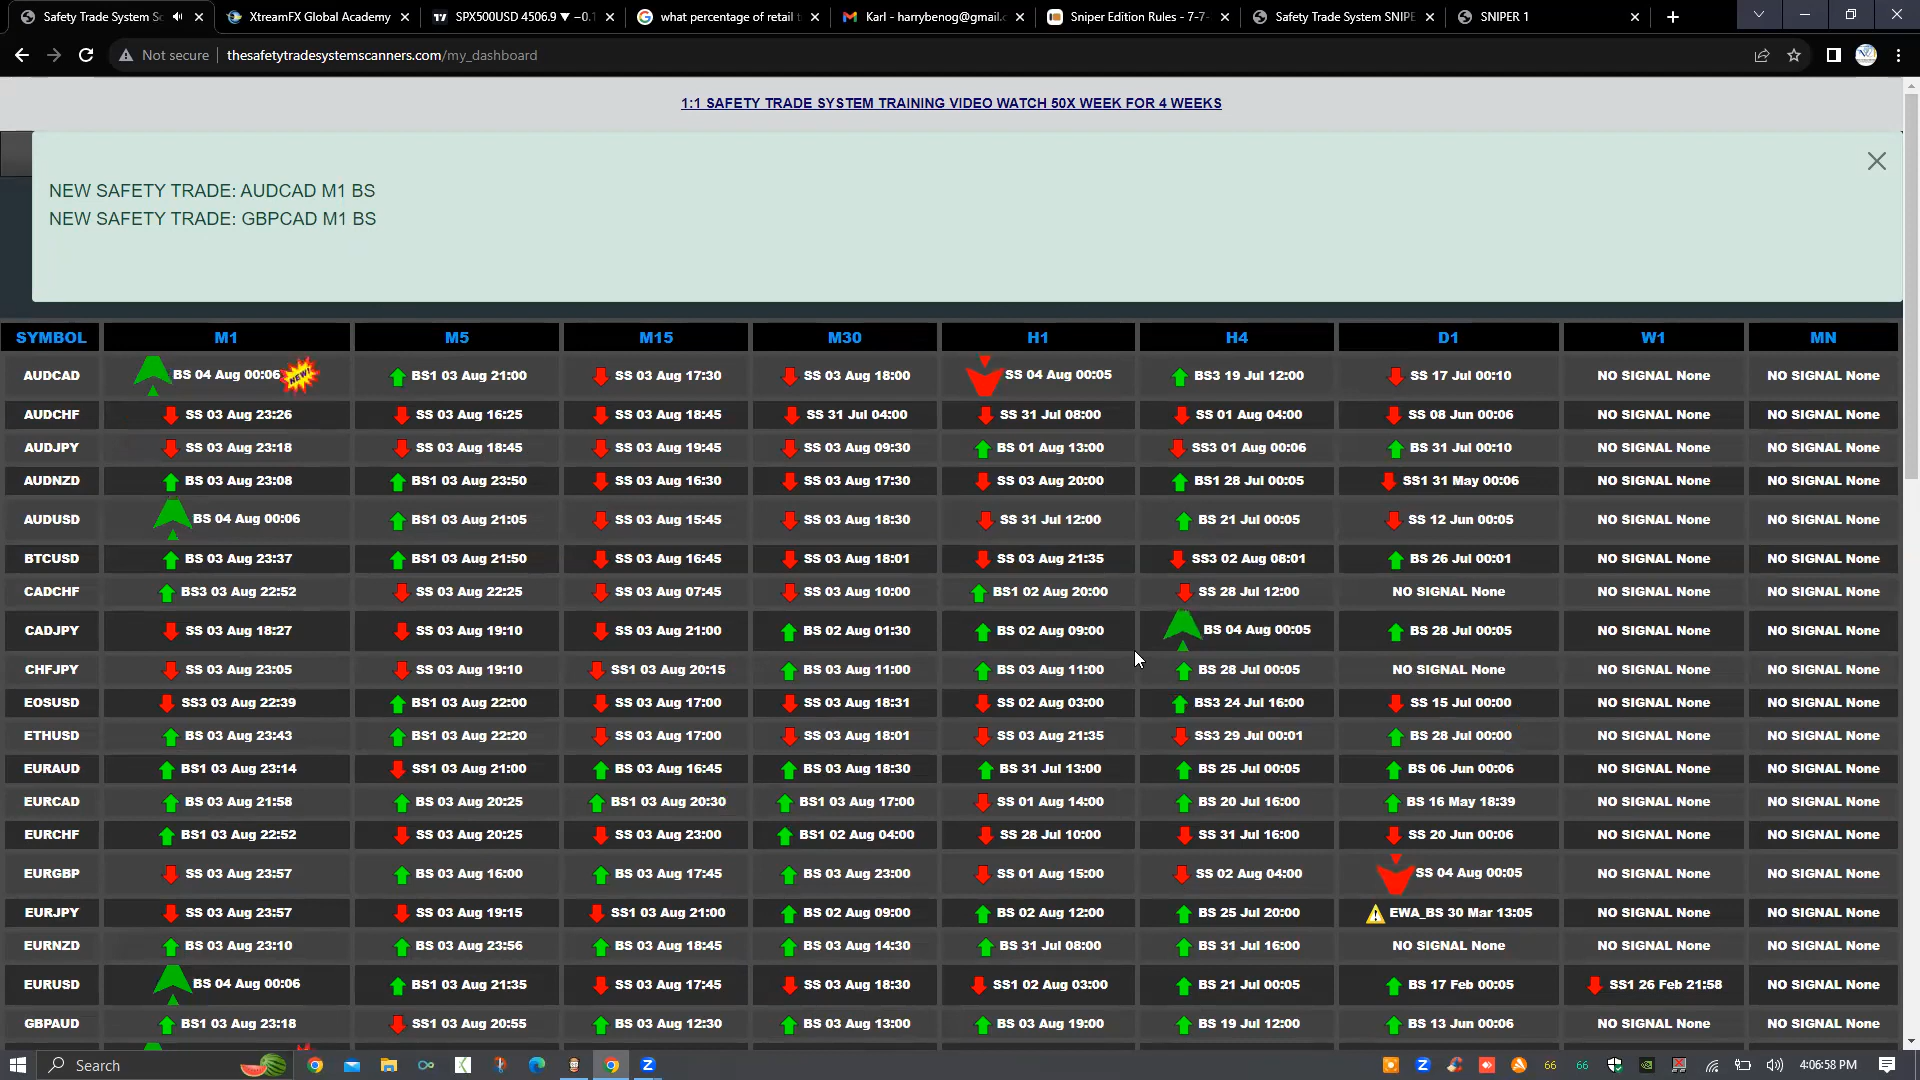 Safety Trade System Sc
XtreamFX Global Academy
SPX500USD 4506.9 ▼ −0.1
what percentage of retail t
Karl - harrybenog@gmail.c
Sniper Edition Rules - 7-7-
Safety Trade System SNIPE
SNIPER 1
Not secure
thesafetytradesystemscanners.com/my_dashboard
1:1 SAFETY TRADE SYSTEM TRAINING VIDEO WATCH 50X WEEK FOR 4 WEEKS
NEW SAFETY TRADE: AUDCAD M1 BS
NEW SAFETY TRADE: GBPCAD M1 BS
SYMBOL M1 M5 M15 M30 H1 H4 D1 W1 MN
AUDCAD BS 04 Aug 00:06 NEW! BS1 03 Aug 21:00 SS 03 Aug 17:30 SS 03 Aug 18:00 SS 04 Aug 00:05 BS3 19 Jul 12:00 SS 17 Jul 00:10 NO SIGNAL None NO SIGNAL None
AUDCHF SS 03 Aug 23:26 SS 03 Aug 16:25 SS 03 Aug 18:45 SS 31 Jul 04:00 SS 31 Jul 08:00 SS 01 Aug 04:00 SS 08 Jun 00:06 NO SIGNAL None NO SIGNAL None
AUDJPY SS 03 Aug 23:18 SS 03 Aug 18:45 SS 03 Aug 19:45 SS 03 Aug 09:30 BS 01 Aug 13:00 SS3 01 Aug 00:06 BS 31 Jul 00:10 NO SIGNAL None NO SIGNAL None
AUDNZD BS 03 Aug 23:08 BS1 03 Aug 23:50 SS 03 Aug 16:30 SS 03 Aug 17:30 SS 03 Aug 20:00 BS1 28 Jul 00:05 SS1 31 May 00:06 NO SIGNAL None NO SIGNAL None
AUDUSD BS 04 Aug 00:06 BS1 03 Aug 21:05 SS 03 Aug 15:45 SS 03 Aug 18:30 SS 31 Jul 12:00 BS 21 Jul 00:05 SS 12 Jun 00:05 NO SIGNAL None NO SIGNAL None
BTCUSD BS 03 Aug 23:37 BS1 03 Aug 21:50 SS 03 Aug 16:45 SS 03 Aug 18:01 SS 03 Aug 21:35 SS3 02 Aug 08:01 BS 26 Jul 00:01 NO SIGNAL None NO SIGNAL None
CADCHF BS3 03 Aug 22:52 SS 03 Aug 22:25 SS 03 Aug 07:45 SS 03 Aug 10:00 BS1 02 Aug 20:00 SS 28 Jul 12:00 NO SIGNAL None NO SIGNAL None NO SIGNAL None
CADJPY SS 03 Aug 18:27 SS 03 Aug 19:10 SS 03 Aug 21:00 BS 02 Aug 01:30 BS 02 Aug 09:00 BS 04 Aug 00:05 BS 28 Jul 00:05 NO SIGNAL None NO SIGNAL None
CHFJPY SS 03 Aug 23:05 SS 03 Aug 19:10 SS1 03 Aug 20:15 BS 03 Aug 11:00 BS 03 Aug 11:00 BS 28 Jul 00:05 NO SIGNAL None NO SIGNAL None NO SIGNAL None
EOSUSD SS3 03 Aug 22:39 BS1 03 Aug 22:00 SS 03 Aug 17:00 SS 03 Aug 18:31 SS 02 Aug 03:00 BS3 24 Jul 16:00 SS 15 Jul 00:00 NO SIGNAL None NO SIGNAL None
ETHUSD BS 03 Aug 23:43 BS1 03 Aug 22:20 SS 03 Aug 17:00 SS 03 Aug 18:01 SS 03 Aug 21:35 SS3 29 Jul 00:01 BS 28 Jul 00:00 NO SIGNAL None NO SIGNAL None
EURAUD BS1 03 Aug 23:14 SS1 03 Aug 21:00 BS 03 Aug 16:45 BS 03 Aug 18:30 BS 31 Jul 13:00 BS 25 Jul 00:05 BS 06 Jun 00:06 NO SIGNAL None NO SIGNAL None
EURCAD BS 03 Aug 21:58 BS 03 Aug 20:25 BS1 03 Aug 20:30 BS1 03 Aug 17:00 SS 01 Aug 14:00 BS 20 Jul 16:00 BS 16 May 18:39 NO SIGNAL None NO SIGNAL None
EURCHF BS1 03 Aug 22:52 SS 03 Aug 20:25 SS 03 Aug 23:00 BS1 02 Aug 04:00 SS 28 Jul 10:00 SS 31 Jul 16:00 SS 20 Jun 00:06 NO SIGNAL None NO SIGNAL None
EURGBP SS 03 Aug 23:57 BS 03 Aug 16:00 BS 03 Aug 17:45 BS 03 Aug 23:00 SS 01 Aug 15:00 SS 02 Aug 04:00 SS 04 Aug 00:05 NO SIGNAL None NO SIGNAL None
EURJPY SS 03 Aug 23:57 SS 03 Aug 19:15 SS1 03 Aug 21:00 BS 02 Aug 09:00 BS 02 Aug 12:00 BS 25 Jul 20:00 EWA_BS 30 Mar 13:05 NO SIGNAL None NO SIGNAL None
EURNZD BS 03 Aug 23:10 BS 03 Aug 23:56 BS 03 Aug 18:45 BS 03 Aug 14:30 BS 31 Jul 08:00 BS 31 Jul 16:00 NO SIGNAL None NO SIGNAL None NO SIGNAL None
EURUSD BS 04 Aug 00:06 BS1 03 Aug 21:35 SS 03 Aug 17:45 SS 03 Aug 18:30 SS1 02 Aug 03:00 BS 21 Jul 00:05 BS 17 Feb 00:05 SS1 26 Feb 21:58 NO SIGNAL None
GBPAUD BS1 03 Aug 23:18 SS1 03 Aug 20:55 BS 03 Aug 12:30 BS 03 Aug 13:00 BS 03 Aug 19:00 BS 19 Jul 12:00 BS 13 Jun 00:06 NO SIGNAL None NO SIGNAL None
Search
66 66 4:06:58 PM